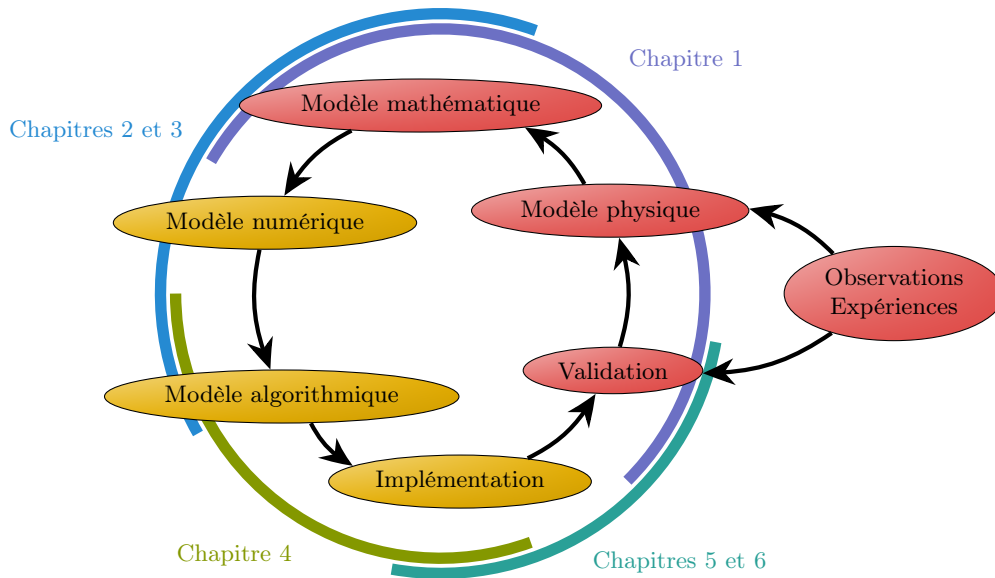 Chapitre 1
Modèle mathématique
Chapitres 2 et 3
Modèle numérique
Modèle physique
Observations
Expériences
Validation
Modèle algorithmique
Implémentation
Chapitre 4
Chapitres 5 et 6